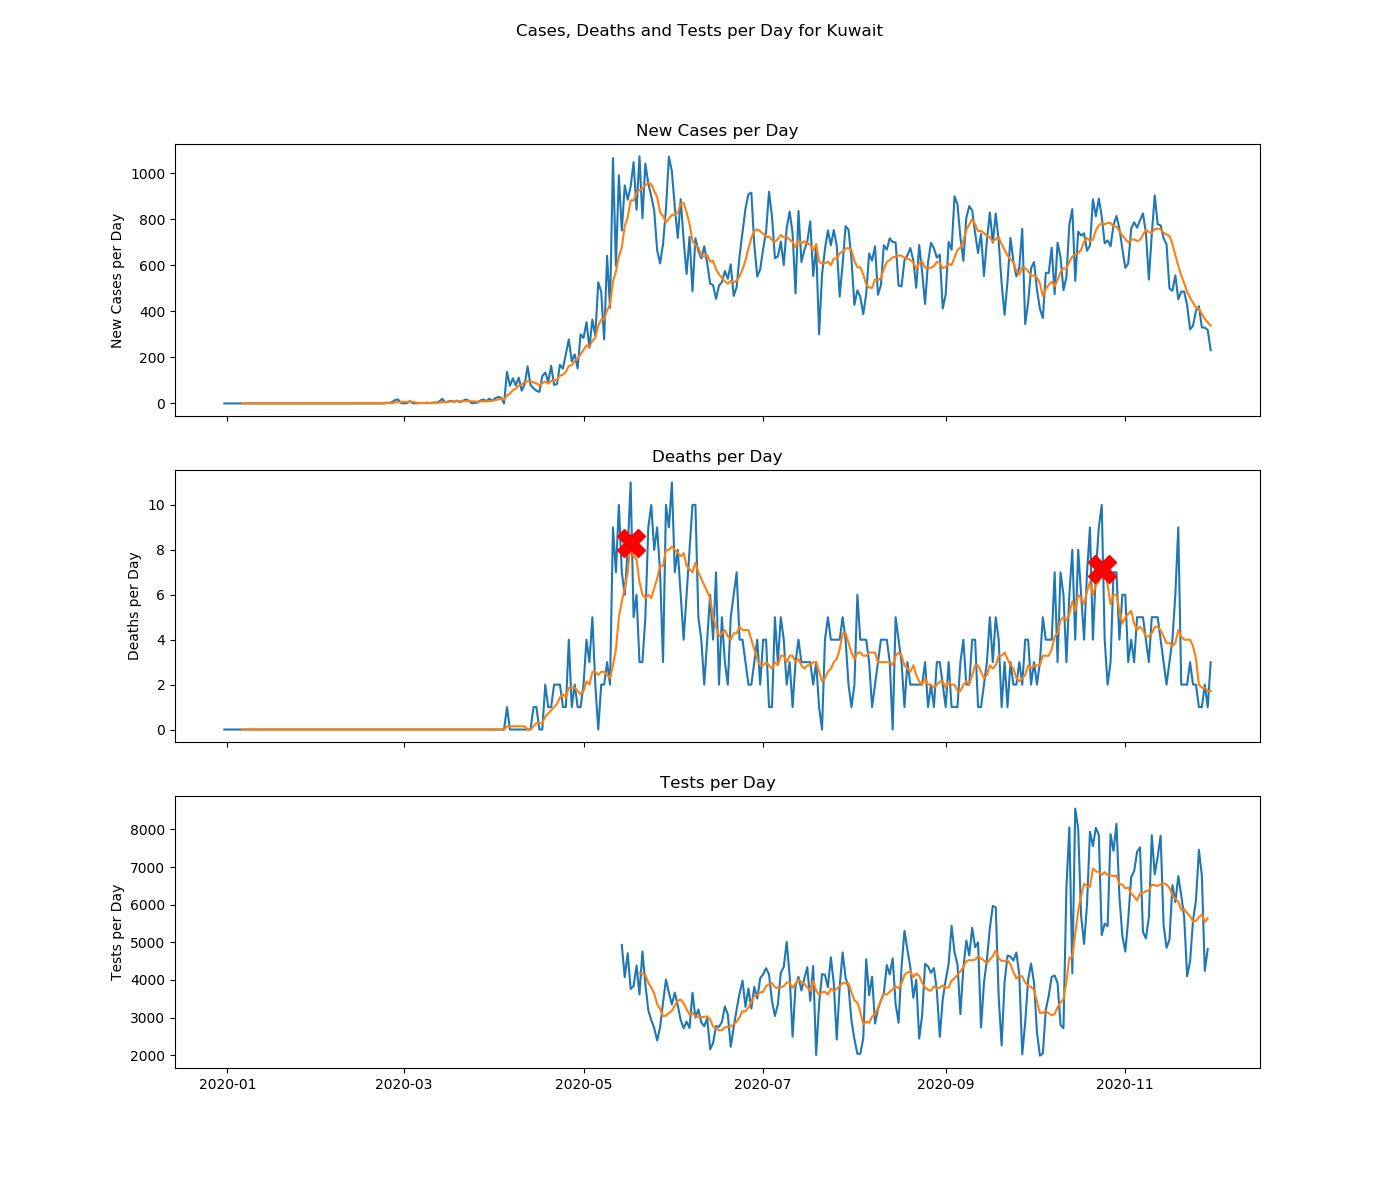 Cases, Deaths and Tests per Day for Kuwait
New Cases per Day
New Cases per Day
1000
800
600
400
200
0
Deaths per Day
Deaths per Day
10
8
6
4
2
0
Tests per Day
Tests per Day
8000
7000
6000
5000
4000
3000
2000
2020-01 2020-03 2020-05 2020-07 2020-09 2020-11